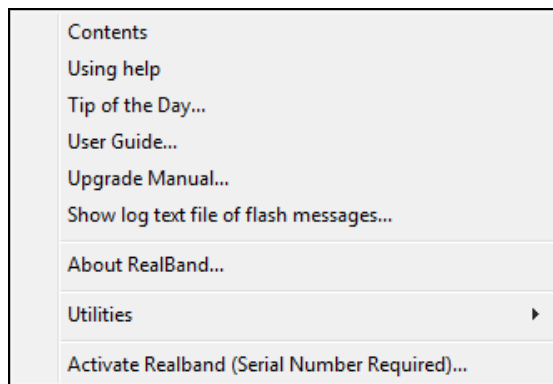 Contents
Using help
Tip of the Day...
User Guide...
Upgrade Manual...
Show log text file of flash messages...
About RealBand...
Utilities
Activate Realband (Serial Number Required)...